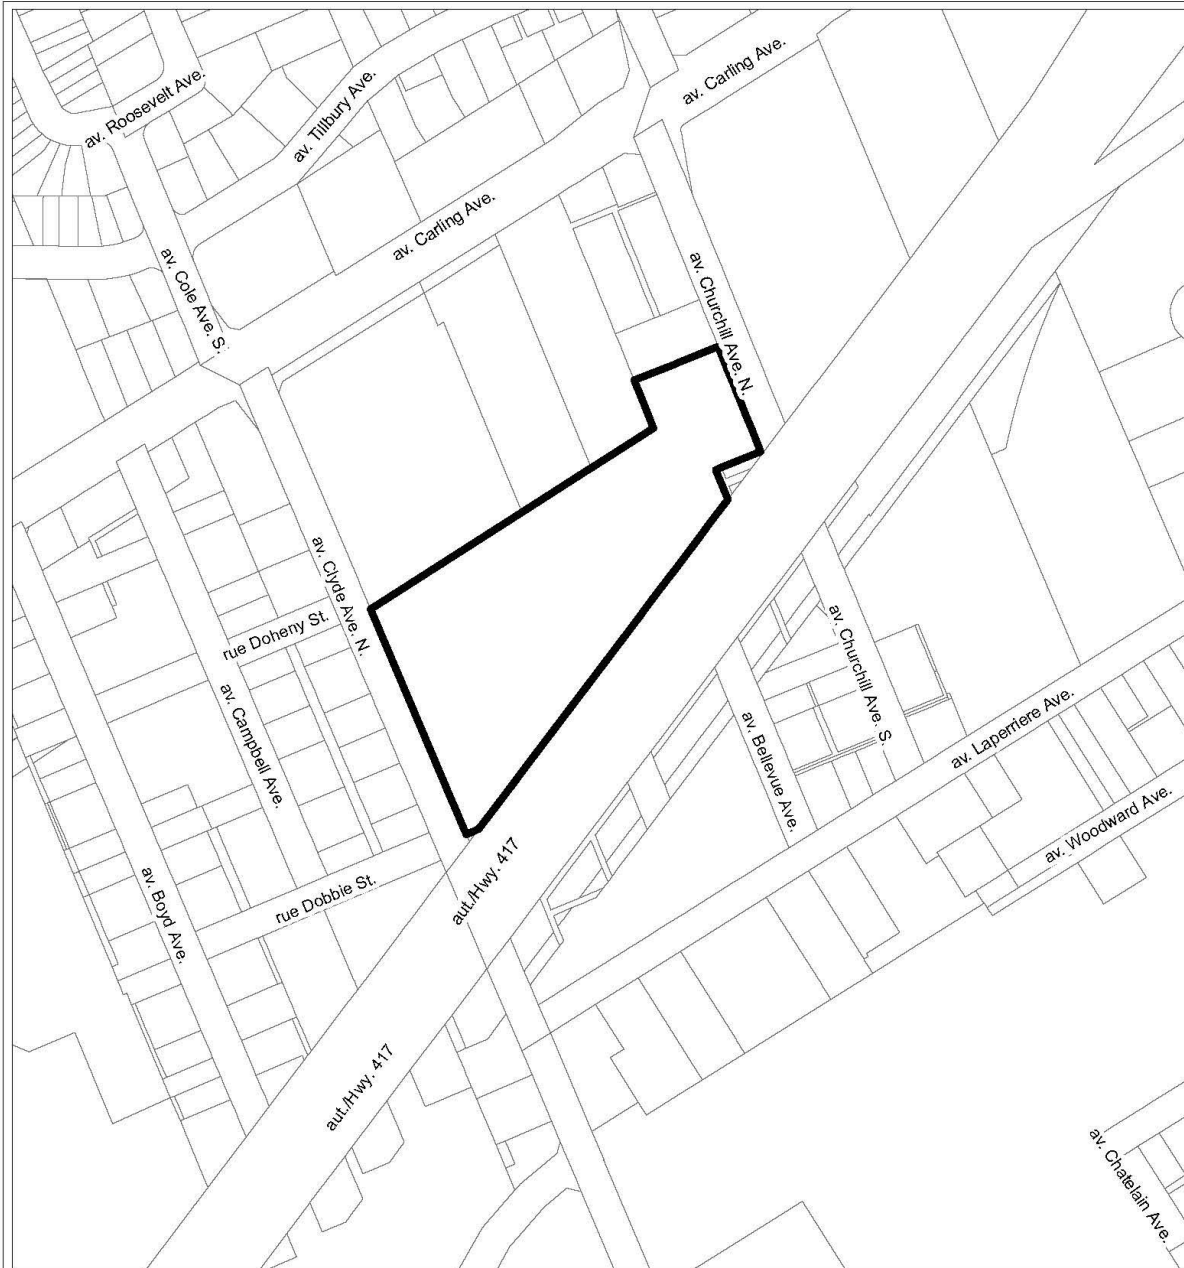 av. Carling Ave.
av. Roosevelt Ave.
av. Tillbury Ave.
av. Carling Ave.
av. Cole Ave. S.
av. Churchill Ave. N.
av. Clyde Ave. N.
rue Doheny St.
av. Churchill Ave. S.
av. Campbell Ave.
av. Laperriere Ave.
av. Bellevue Ave.
av. Woodward Ave.
aut./Hwy. 417
rue Dobbie St.
av. Boyd Ave.
aut./Hwy. 417
av. Chatelain Ave.